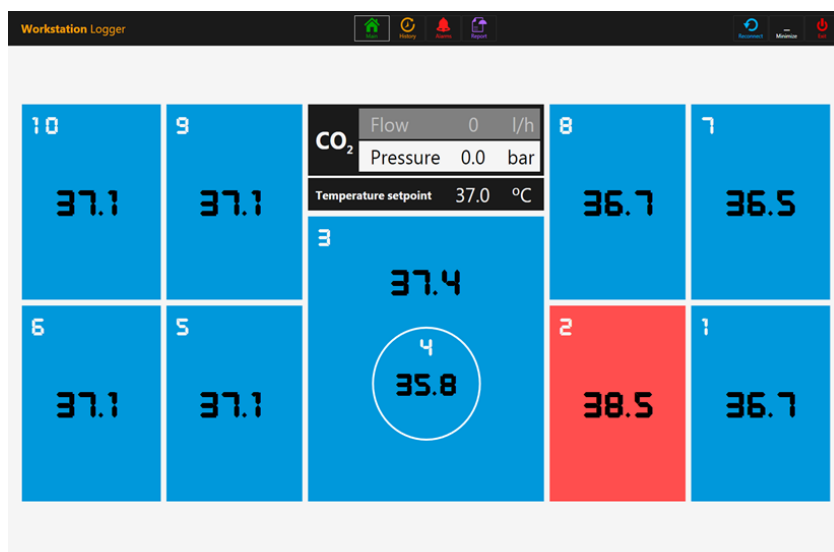 Workstation Logger
Main History Alarms Report
Reconnect Minimize Exit
10
37.1
9
37.1
CO2
Flow 0 l/h
Pressure 0.0 bar
Temperature setpoint 37.0 ºC
8
36.7
7
36.5
3
37.4
4
35.8
6
37.1
5
37.1
2
38.5
1
36.7